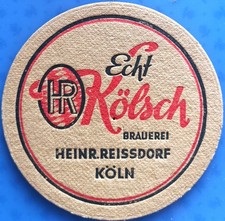 Echt
HR Kölsch
BRAUEREI
HEINR. REISSDORF
KÖLN